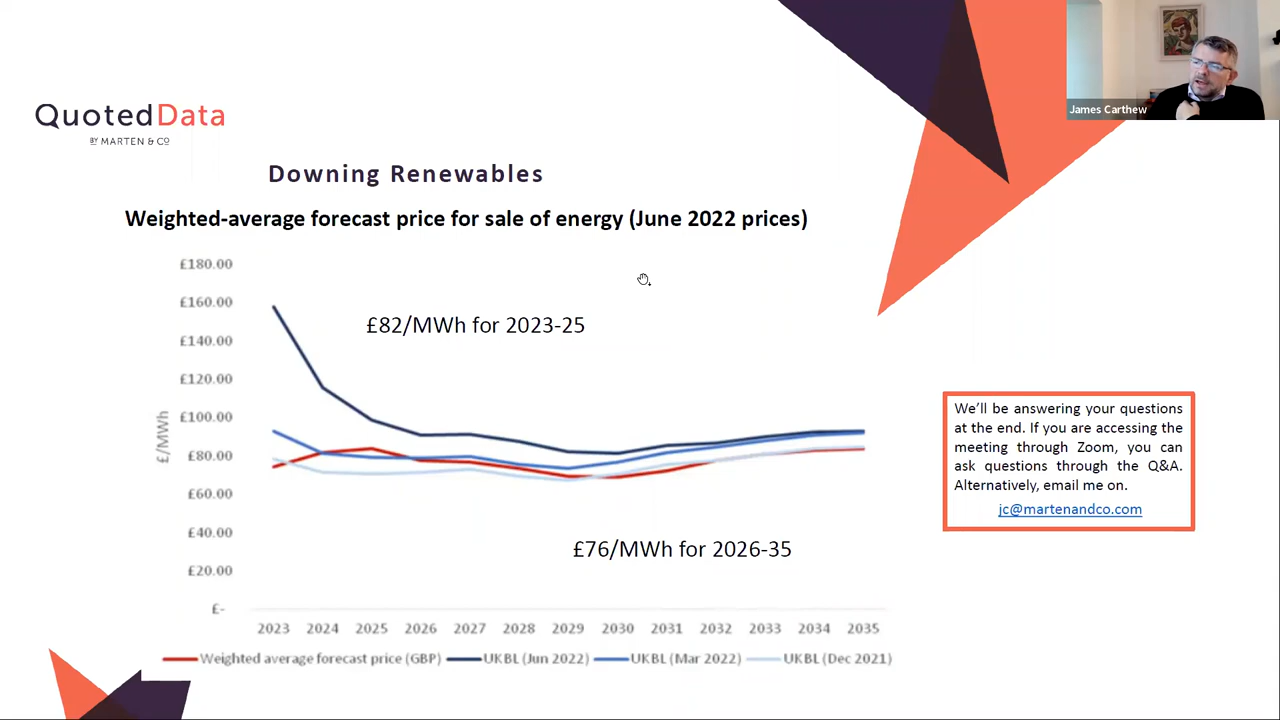 James Carthew
QuotedData
BY MARTEN & CO
Downing Renewables
Weighted-average forecast price for sale of energy (June 2022 prices)
£180.00
£160.00
£140.00
£120.00
£100.00
£80.00
£60.00
£40.00
£20.00
£-
£/MWh
£82/MWh for 2023-25
£76/MWh for 2026-35
2023 2024 2025 2026 2027 2028 2029 2030 2031 2032 2033 2034 2035
Weighted average forecast price (GBP) UKBL (Jun 2022) UKBL (Mar 2022) UKBL (Dec 2021)
We'll be answering your questions
at the end. If you are accessing the
meeting through Zoom, you can
ask questions through the Q&A.
Alternatively, email me on.
jc@martenandco.com